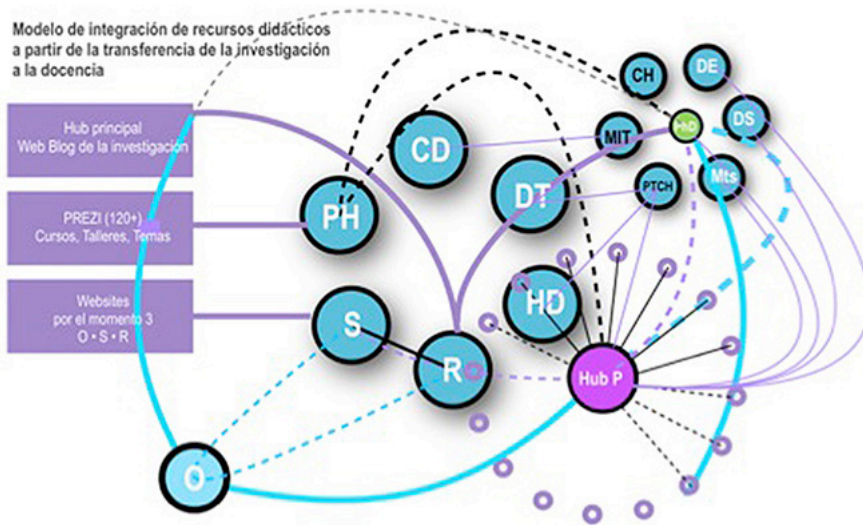 Modelo de integración de recursos didácticos
a partir de la transferencia de la investigación
a la docencia
Hub principal
Web Blog de la investigación
PREZI (120+)
Cursos, Talleres, Temas
Websites
por el momento 3
O • S • R
CH
DE
DS
PhD
MIT
CD
PTCH
Mts
DT
PH
HD
S
R
Hub P
O